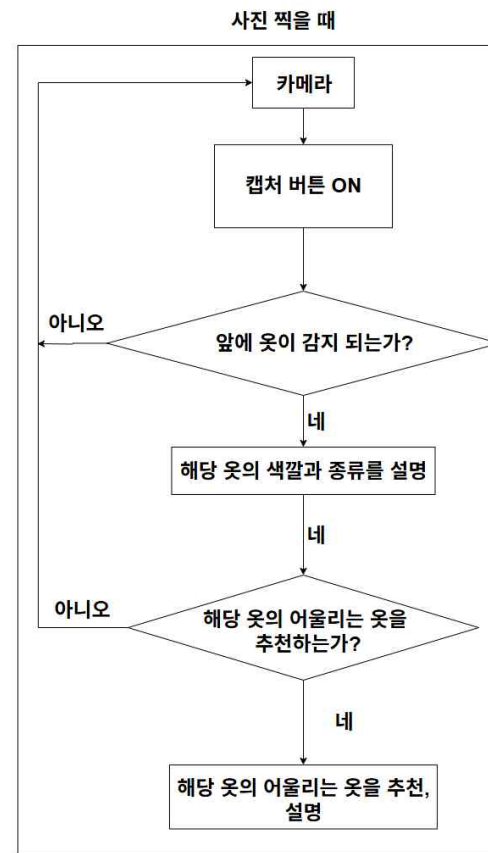 사진 찍을 때
카메라
캡처 버튼 ON
앞에 옷이 감지 되는가?
아니오
네
해당 옷의 색깔과 종류를 설명
네
해당 옷의 어울리는 옷을
추천하는가?
아니오
네
해당 옷의 어울리는 옷을 추천,
설명